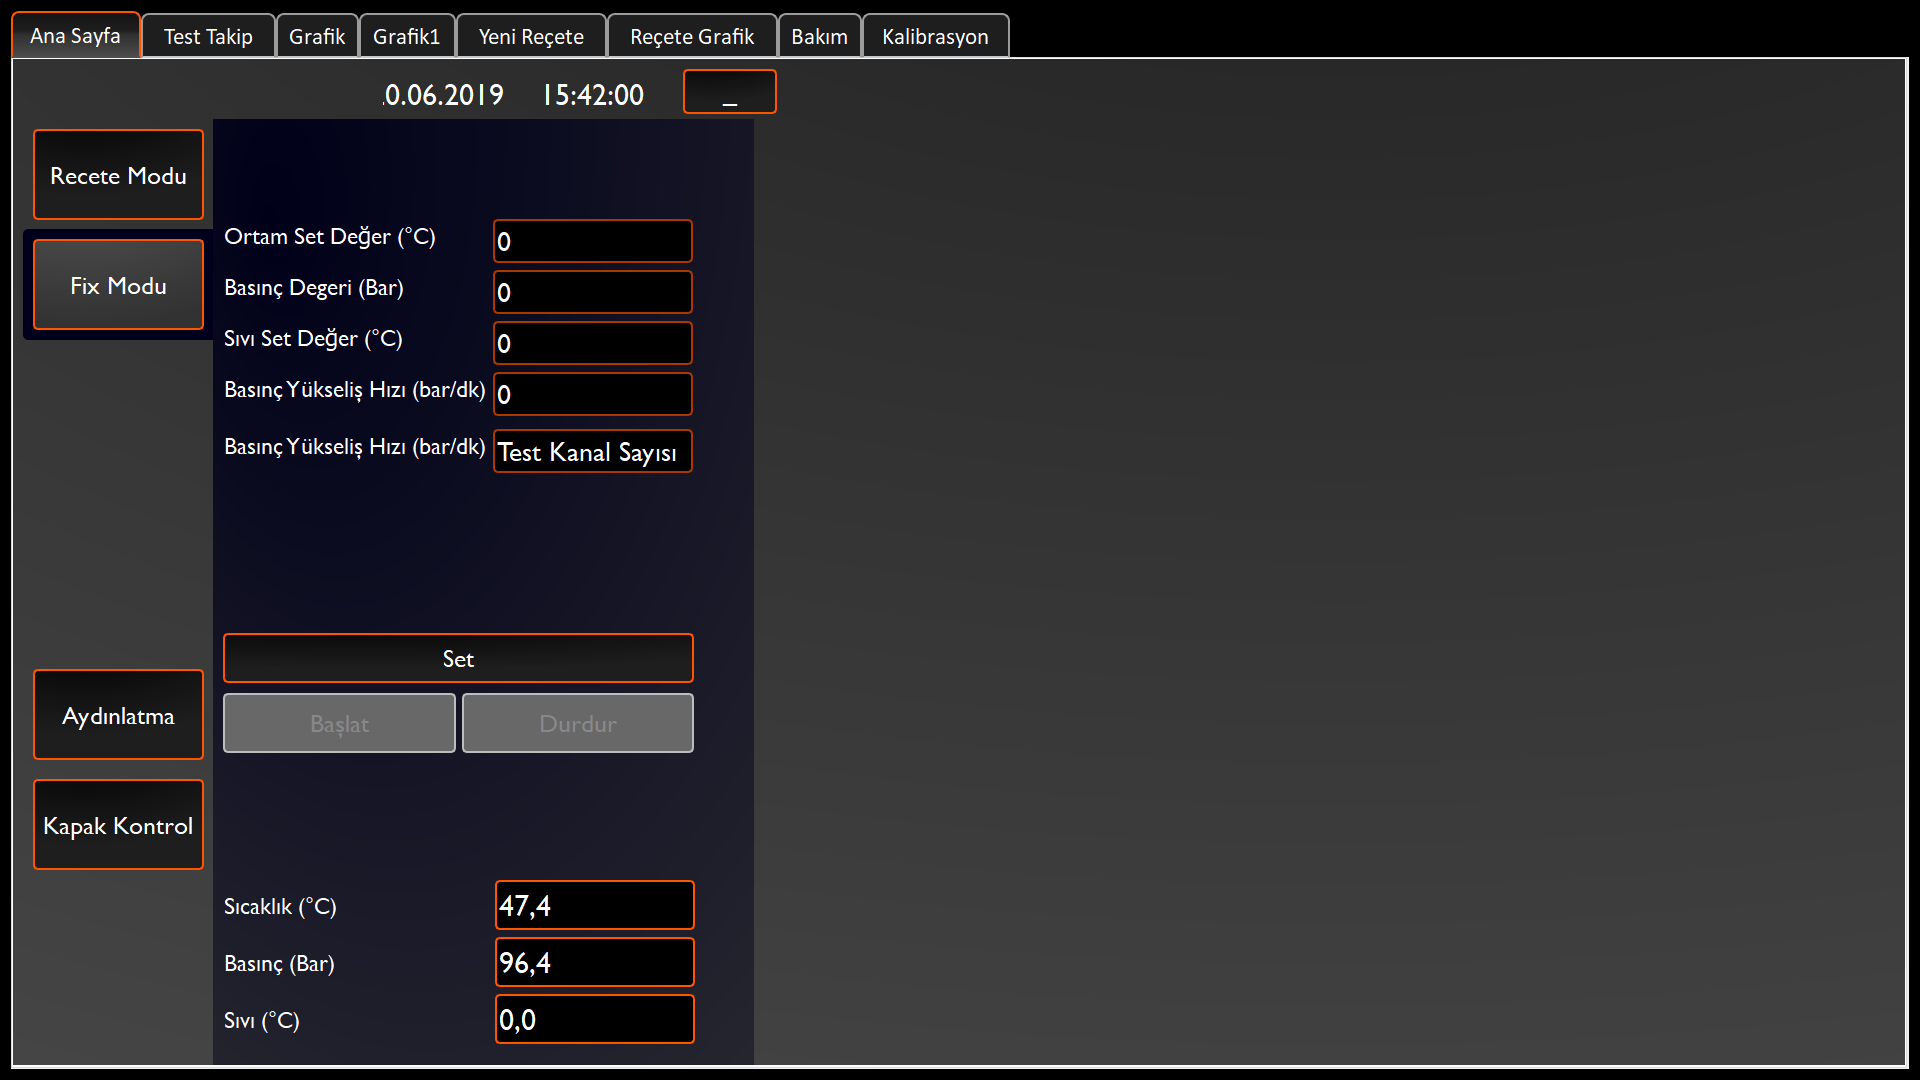 Ana Sayfa Test Takip Grafik Grafik1 Yeni Reçete Reçete Grafik Bakım Kalibrasyon
.0.06.2019 15:42:00 _
Recete Modu
Fix Modu
Ortam Set Değer (°C) 0
Basınç Degeri (Bar) 0
Sıvı Set Değer (°C) 0
Basınç Yükseliş Hızı (bar/dk) 0
Basınç Yükseliş Hızı (bar/dk) Test Kanal Sayısı
Set
Başlat Durdur
Aydınlatma
Kapak Kontrol
Sıcaklık (°C) 47,4
Basınç (Bar) 96,4
Sıvı (°C) 0,0